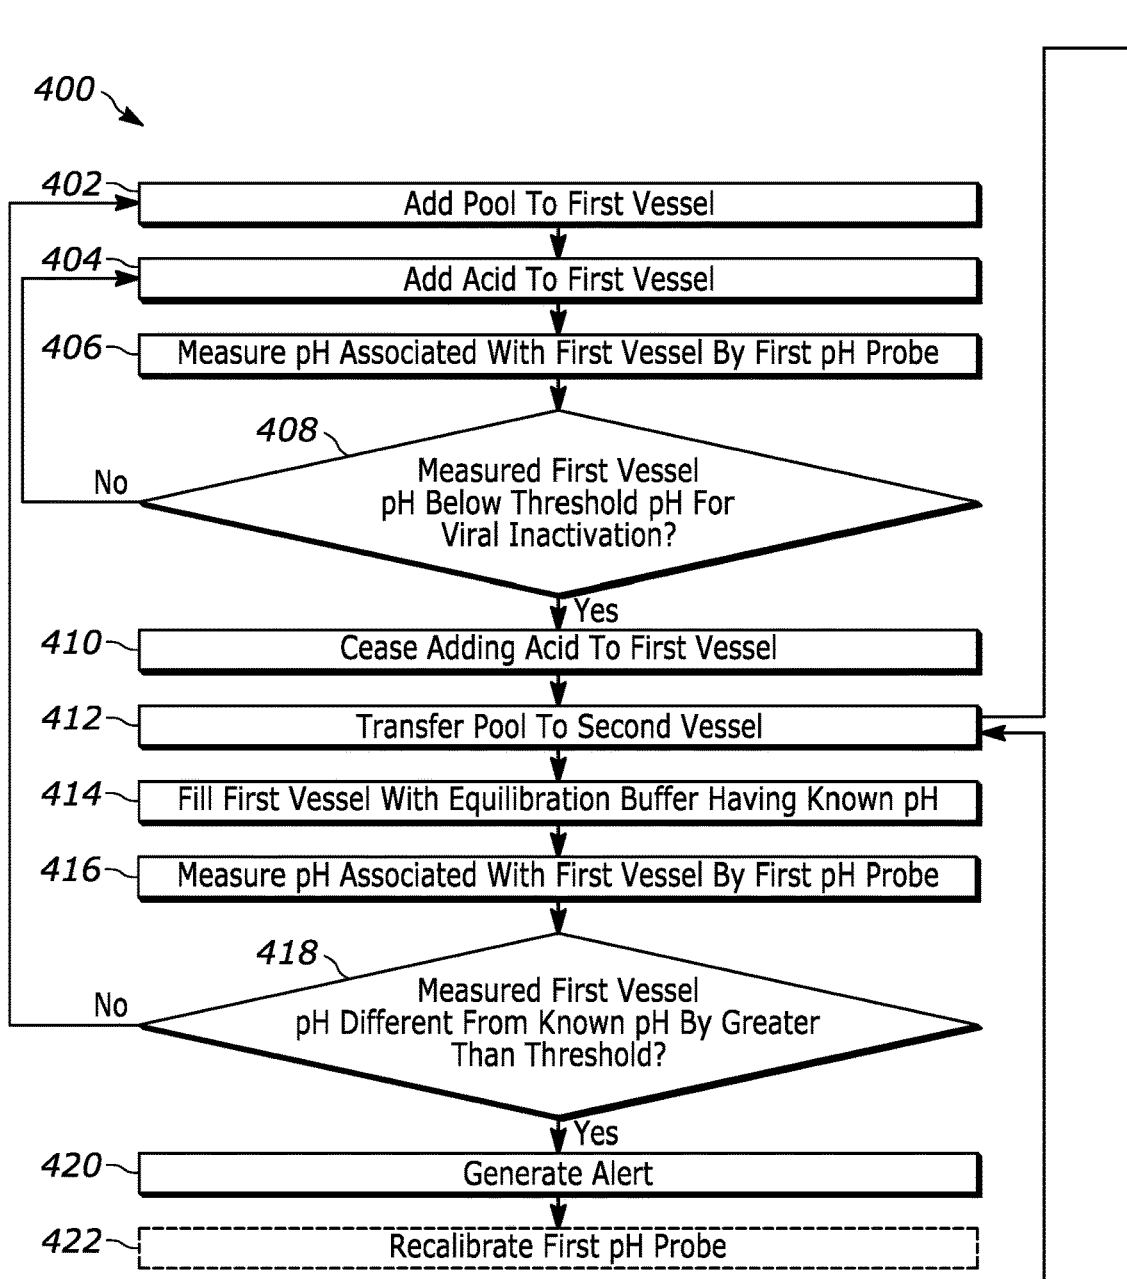 400
402
Add Pool To First Vessel
404
Add Acid To First Vessel
406
Measure pH Associated With First Vessel By First pH Probe
408
No
Measured First Vessel
pH Below Threshold pH For
Viral Inactivation?
Yes
410
Cease Adding Acid To First Vessel
412
Transfer Pool To Second Vessel
414
Fill First Vessel With Equilibration Buffer Having Known pH
416
Measure pH Associated With First Vessel By First pH Probe
418
No
Measured First Vessel
pH Different From Known pH By Greater
Than Threshold?
Yes
420
Generate Alert
422
Recalibrate First pH Probe